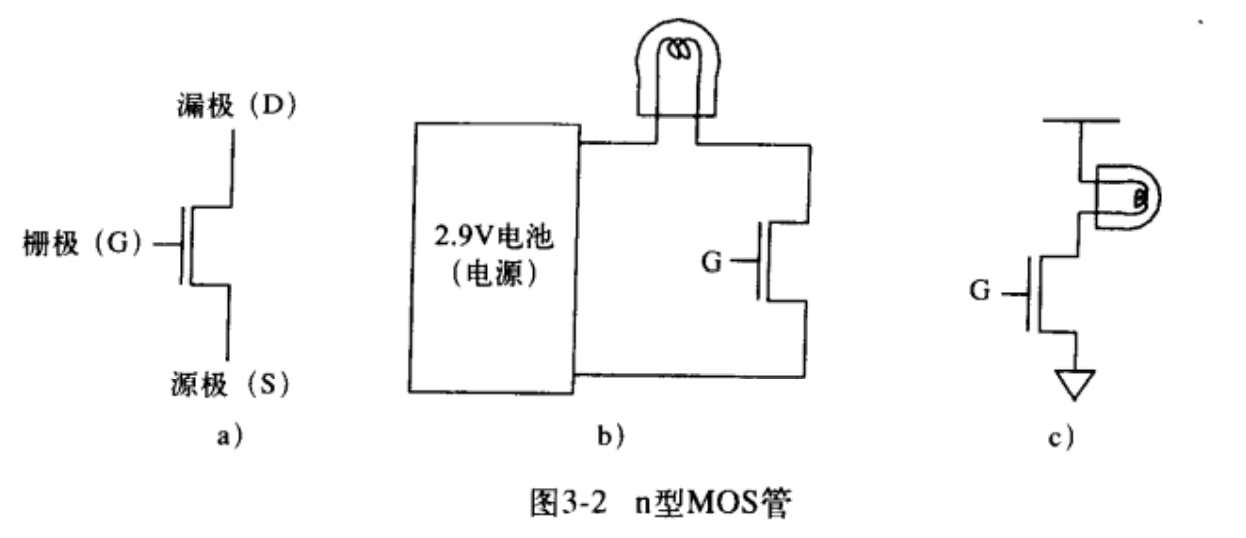 漏极（D）
栅极（G）
源极（S）
a）
2.9V电池
（电源）
G
b）
G
c）
图3-2 n型MOS管